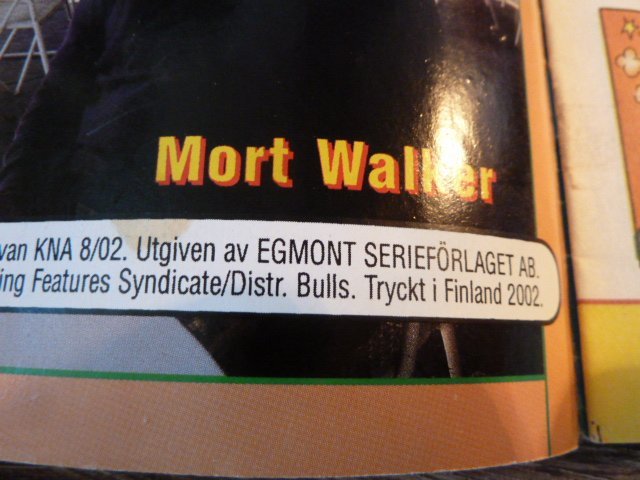 Mort Walker
van KNA 8/02. Utgiven av EGMONT SERIEFÖRLAGET AB.
ing Features Syndicate/Distr. Bulls. Tryckt i Finland 2002.